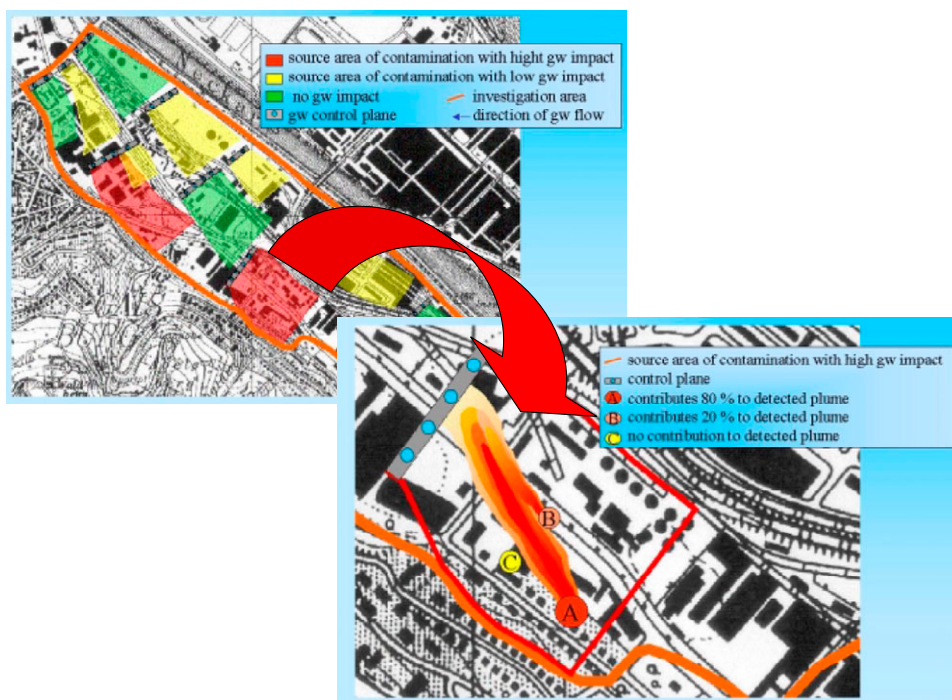 source area of contamination with hight gw impact
source area of contamination with low gw impact
no gw impact
investigation area
gw control plane
direction of gw flow
source area of contamination with high gw impact
control plane
A contributes 80 % to detected plume
B contributes 20 % to detected plume
C no contribution to detected plume
B
C
A